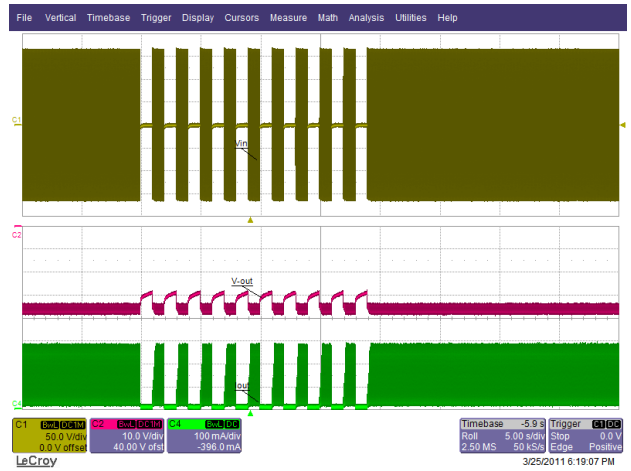 File Vertical Timebase Trigger Display Cursors Measure Math Analysis Utilities Help
C1
Vin
C2
V-out
Iout
C4
C1 BwL DC1M
50.0 V/div
0.0 V offset
C2 BwL DC1M
10.0 V/div
40.00 V ofst
C4 BwL DC
100 mA/div
-396.0 mA
Timebase -5.9 s
Roll 5.00 s/div
2.50 MS 50 kS/s
Trigger C1 DC
Stop 0.0 V
Edge Positive
LeCroy
3/25/2011 6:19:07 PM